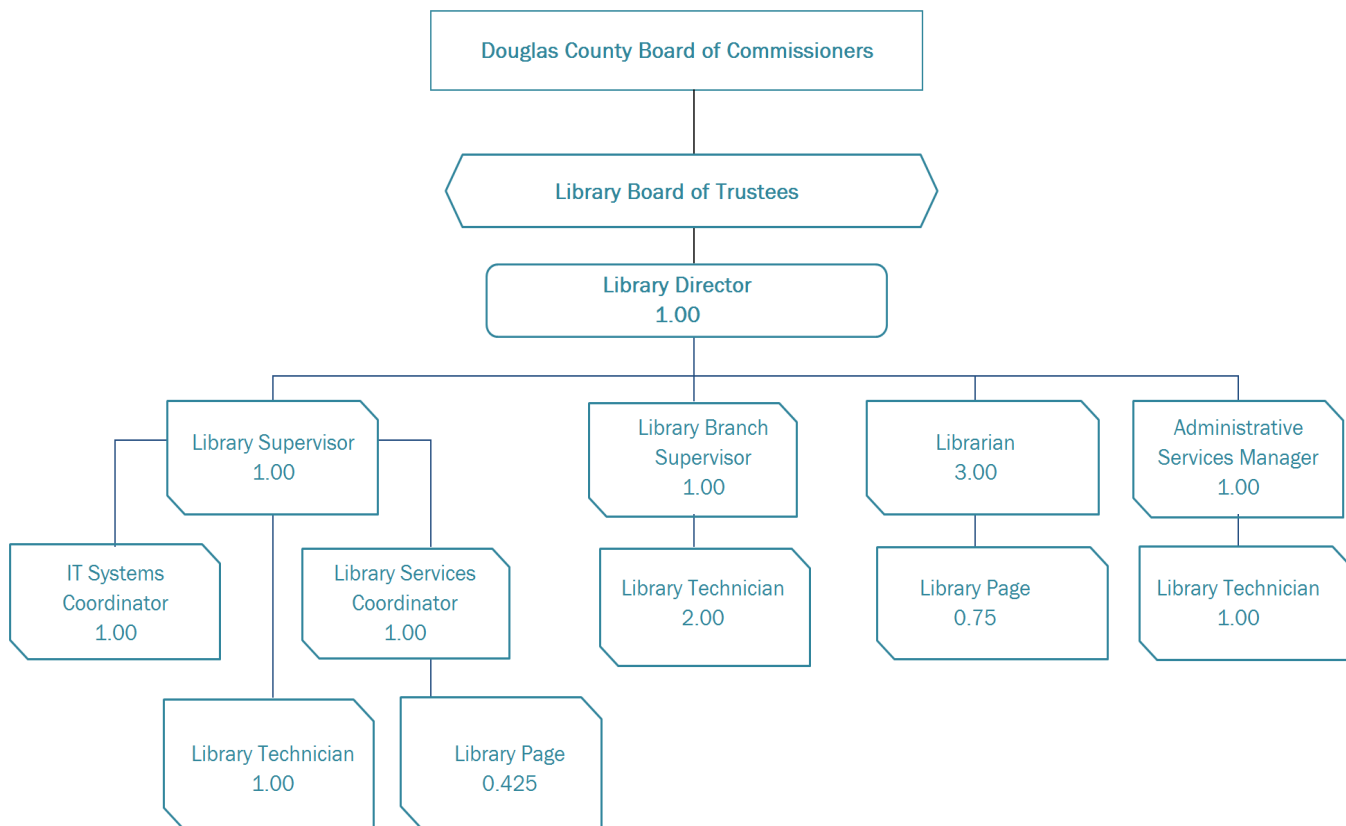 Douglas County Board of Commissioners
Library Board of Trustees
Library Director
1.00
Library Supervisor
1.00
Library Branch
Supervisor
1.00
Librarian
3.00
Administrative
Services Manager
1.00
IT Systems
Coordinator
1.00
Library Services
Coordinator
1.00
Library Technician
2.00
Library Page
0.75
Library Technician
1.00
Library Technician
1.00
Library Page
0.425